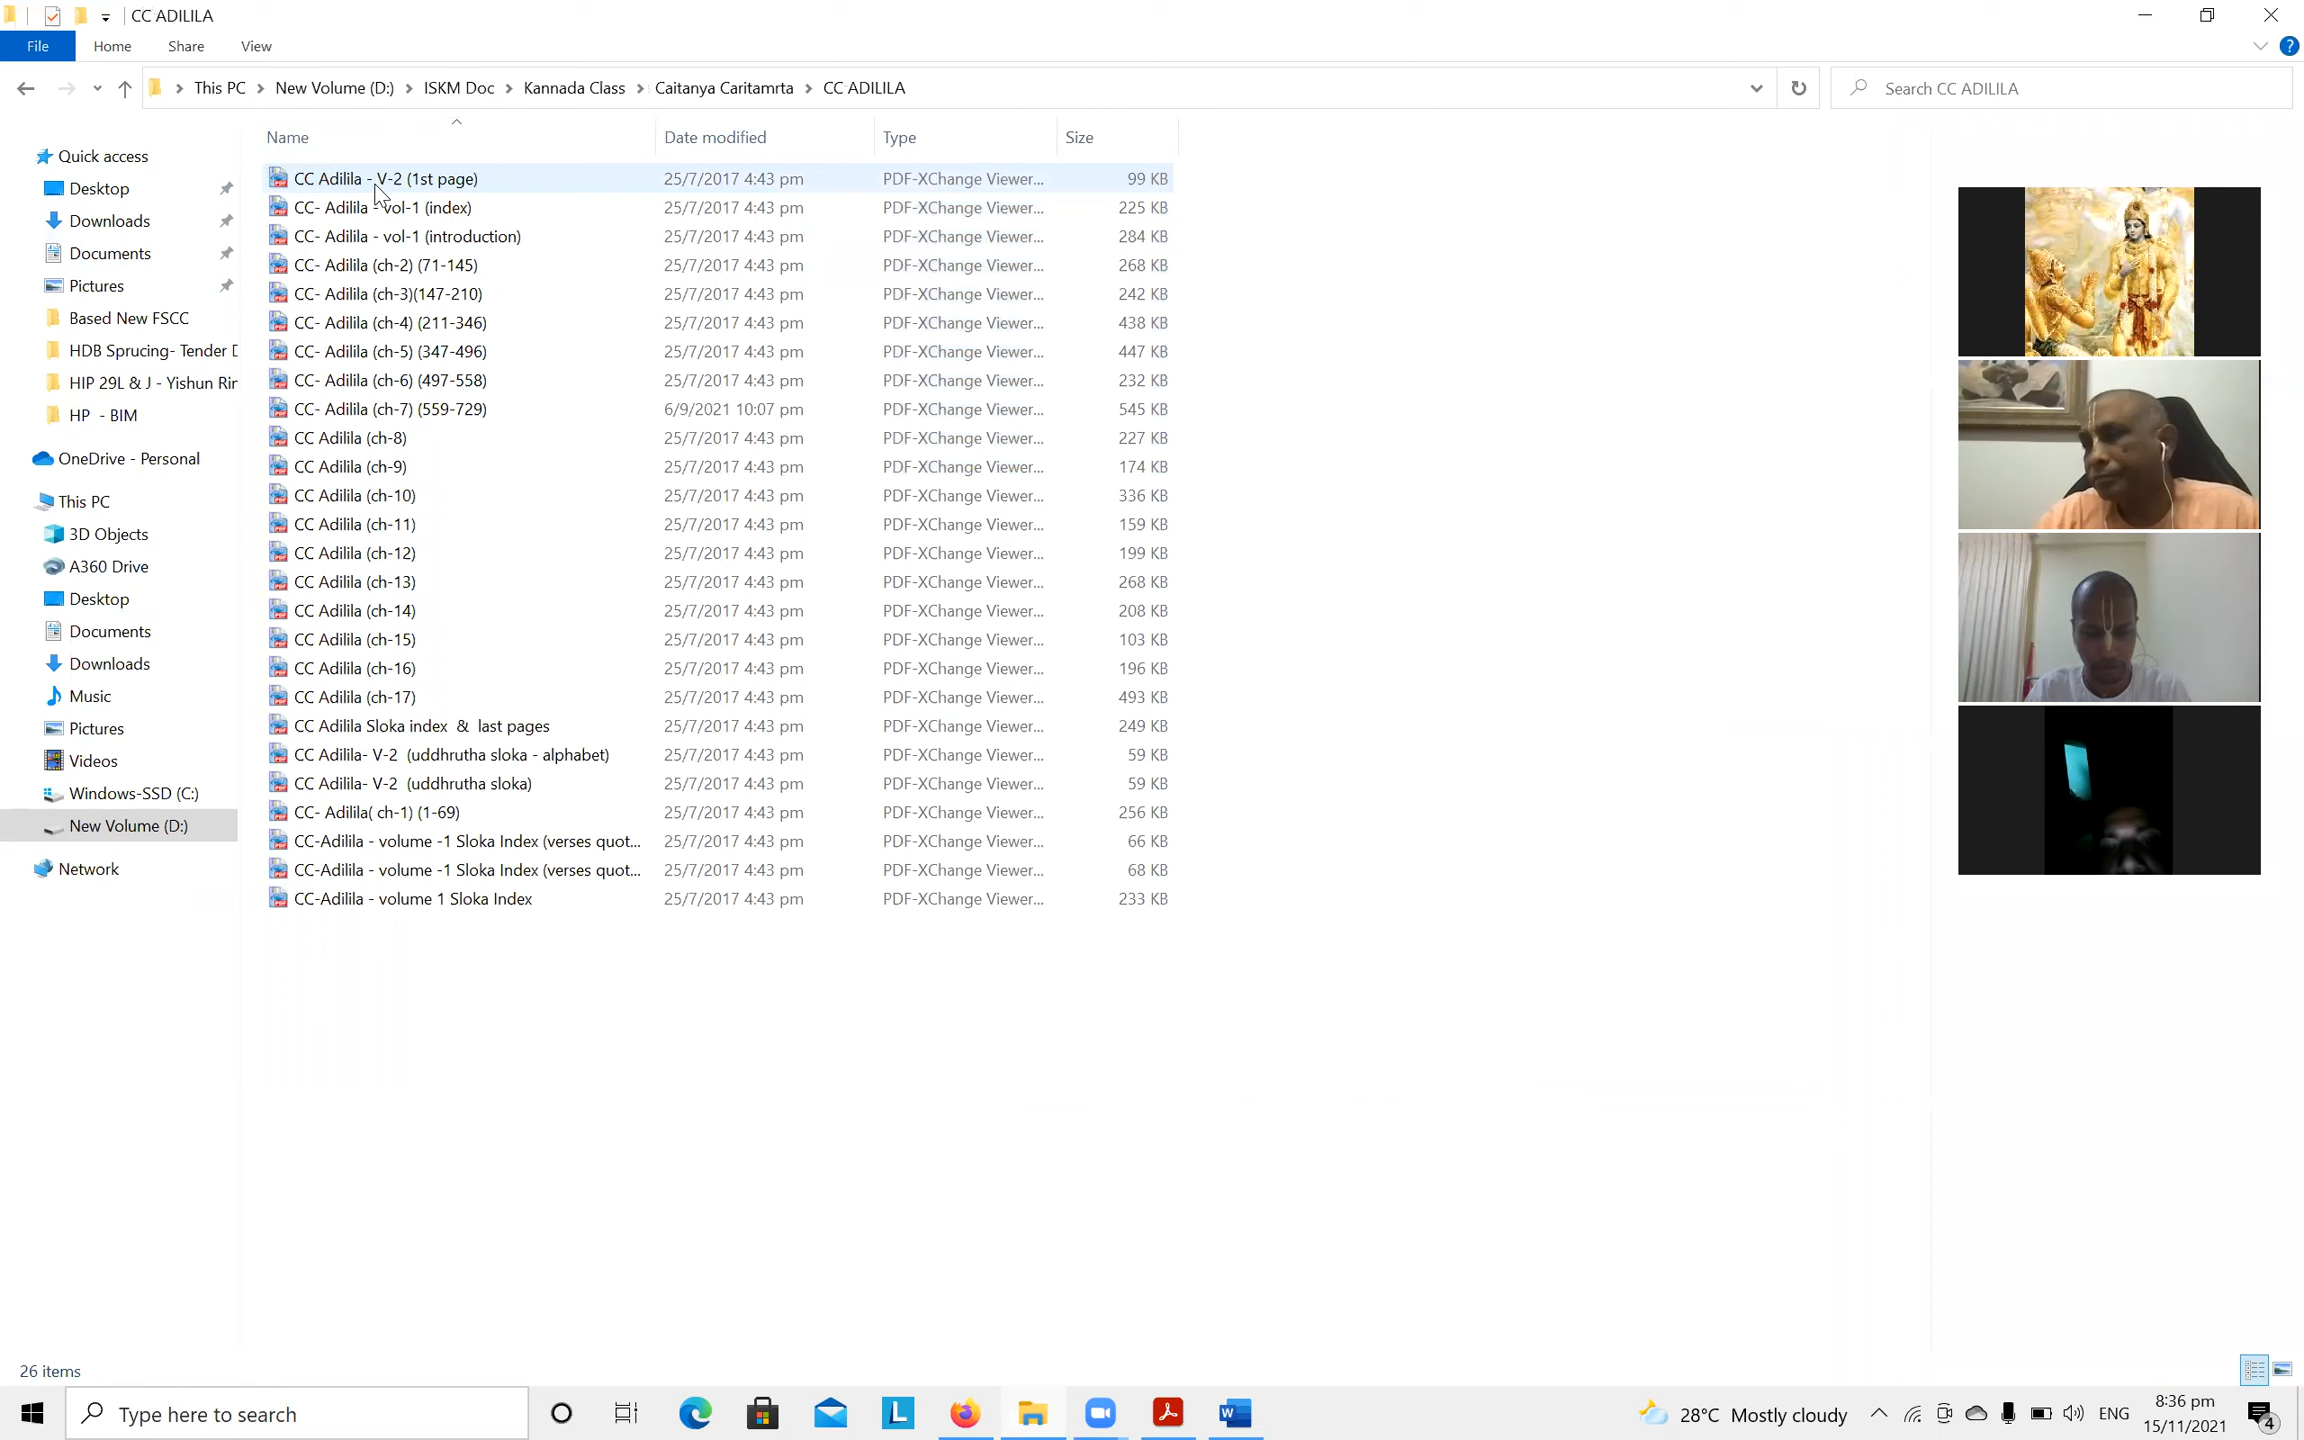 CC ADILILA
File Home Share View
This PC New Volume (D:) ISKM Doc Kannada Class Caitanya Caritamrta CC ADILILA Search CC ADILILA
Name Date modified Type Size
Quick access
Desktop
Downloads
Documents
Pictures
Based New FSCC
HDB Sprucing- Tender D
HIP 29L & J - Yishun Rin
HP - BIM
OneDrive - Personal
This PC
3D Objects
A360 Drive
Desktop
Documents
Downloads
Music
Pictures
Videos
Windows-SSD (C:)
New Volume (D:)
Network
CC Adilila - V-2 (1st page) 25/7/2017 4:43 pm PDF-XChange Viewer... 99 KB
CC- Adilila - vol-1 (index) 25/7/2017 4:43 pm PDF-XChange Viewer... 225 KB
CC- Adilila - vol-1 (introduction) 25/7/2017 4:43 pm PDF-XChange Viewer... 284 KB
CC- Adilila (ch-2) (71-145) 25/7/2017 4:43 pm PDF-XChange Viewer... 268 KB
CC- Adilila (ch-3)(147-210) 25/7/2017 4:43 pm PDF-XChange Viewer... 242 KB
CC- Adilila (ch-4) (211-346) 25/7/2017 4:43 pm PDF-XChange Viewer... 438 KB
CC- Adilila (ch-5) (347-496) 25/7/2017 4:43 pm PDF-XChange Viewer... 447 KB
CC- Adilila (ch-6) (497-558) 25/7/2017 4:43 pm PDF-XChange Viewer... 232 KB
CC- Adilila (ch-7) (559-729) 6/9/2021 10:07 pm PDF-XChange Viewer... 545 KB
CC Adilila (ch-8) 25/7/2017 4:43 pm PDF-XChange Viewer... 227 KB
CC Adilila (ch-9) 25/7/2017 4:43 pm PDF-XChange Viewer... 174 KB
CC Adilila (ch-10) 25/7/2017 4:43 pm PDF-XChange Viewer... 336 KB
CC Adilila (ch-11) 25/7/2017 4:43 pm PDF-XChange Viewer... 159 KB
CC Adilila (ch-12) 25/7/2017 4:43 pm PDF-XChange Viewer... 199 KB
CC Adilila (ch-13) 25/7/2017 4:43 pm PDF-XChange Viewer... 268 KB
CC Adilila (ch-14) 25/7/2017 4:43 pm PDF-XChange Viewer... 208 KB
CC Adilila (ch-15) 25/7/2017 4:43 pm PDF-XChange Viewer... 103 KB
CC Adilila (ch-16) 25/7/2017 4:43 pm PDF-XChange Viewer... 196 KB
CC Adilila (ch-17) 25/7/2017 4:43 pm PDF-XChange Viewer... 493 KB
CC Adilila Sloka index & last pages 25/7/2017 4:43 pm PDF-XChange Viewer... 249 KB
CC Adilila- V-2 (uddhrutha sloka - alphabet) 25/7/2017 4:43 pm PDF-XChange Viewer... 59 KB
CC Adilila- V-2 (uddhrutha sloka) 25/7/2017 4:43 pm PDF-XChange Viewer... 59 KB
CC- Adilila( ch-1) (1-69) 25/7/2017 4:43 pm PDF-XChange Viewer... 256 KB
CC-Adilila - volume -1 Sloka Index (verses quot... 25/7/2017 4:43 pm PDF-XChange Viewer... 66 KB
CC-Adilila - volume -1 Sloka Index (verses quot... 25/7/2017 4:43 pm PDF-XChange Viewer... 68 KB
CC-Adilila - volume 1 Sloka Index 25/7/2017 4:43 pm PDF-XChange Viewer... 233 KB
26 items
Type here to search 28°C Mostly cloudy ENG 8:36 pm
15/11/2021 4